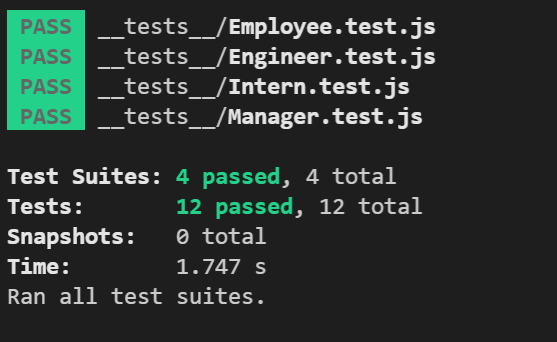 PASS __tests__/Employee.test.js
PASS __tests__/Engineer.test.js
PASS __tests__/Intern.test.js
PASS __tests__/Manager.test.js
Test Suites: 4 passed, 4 total
Tests: 12 passed, 12 total
Snapshots: 0 total
Time: 1.747 s
Ran all test suites.